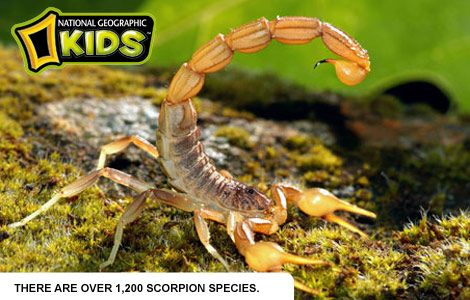 NATIONAL GEOGRAPHIC
KiDS
THERE ARE OVER 1,200 SCORPION SPECIES.